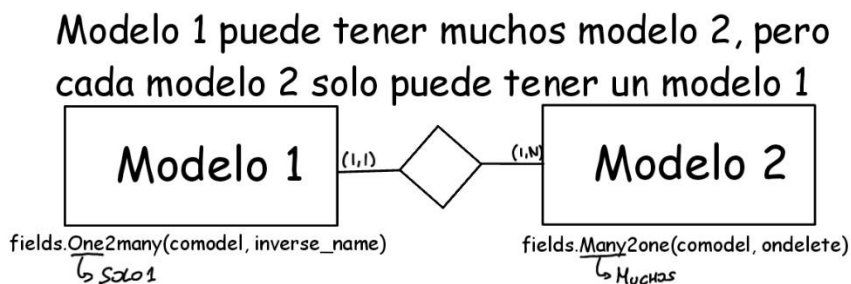 Modelo 1 puede tener muchos modelo 2, pero
cada modelo 2 solo puede tener un modelo 1
Modelo 1
(1,1)
(1,N)
Modelo 2
fields.One2many(comodel, inverse_name)
fields.Many2one(comodel, ondelete)
↳ SOLO 1
↳ MUCHOS